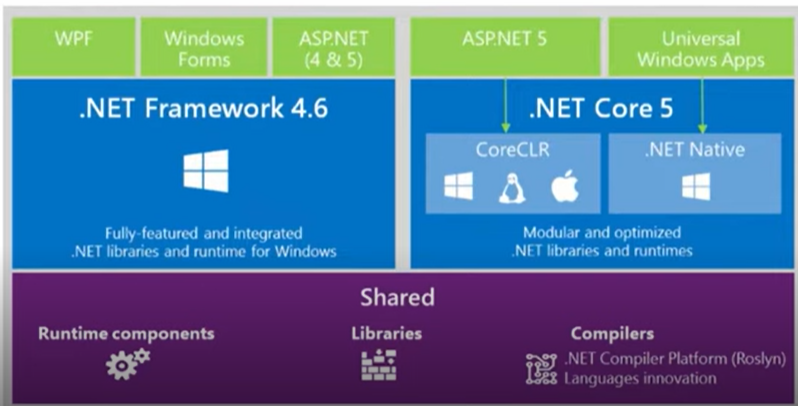 WPF
Windows
Forms
ASP.NET
(4 & 5)
ASP.NET 5
Universal
Windows Apps
.NET Framework 4.6
Fully-featured and integrated
.NET libraries and runtime for Windows
.NET Core 5
CoreCLR
.NET Native
Modular and optimized
.NET libraries and runtimes
Shared
Runtime components
Libraries
Compilers
.NET Compiler Platform (Roslyn)
Languages innovation